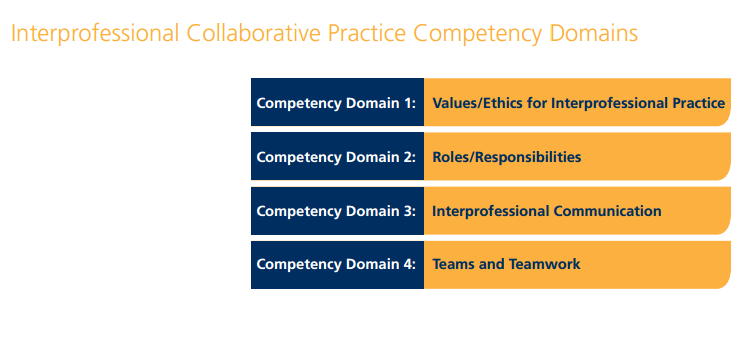 Interprofessional Collaborative Practice Competency Domains
Competency Domain 1: Values/Ethics for Interprofessional Practice
Competency Domain 2: Roles/Responsibilities
Competency Domain 3: Interprofessional Communication
Competency Domain 4: Teams and Teamwork